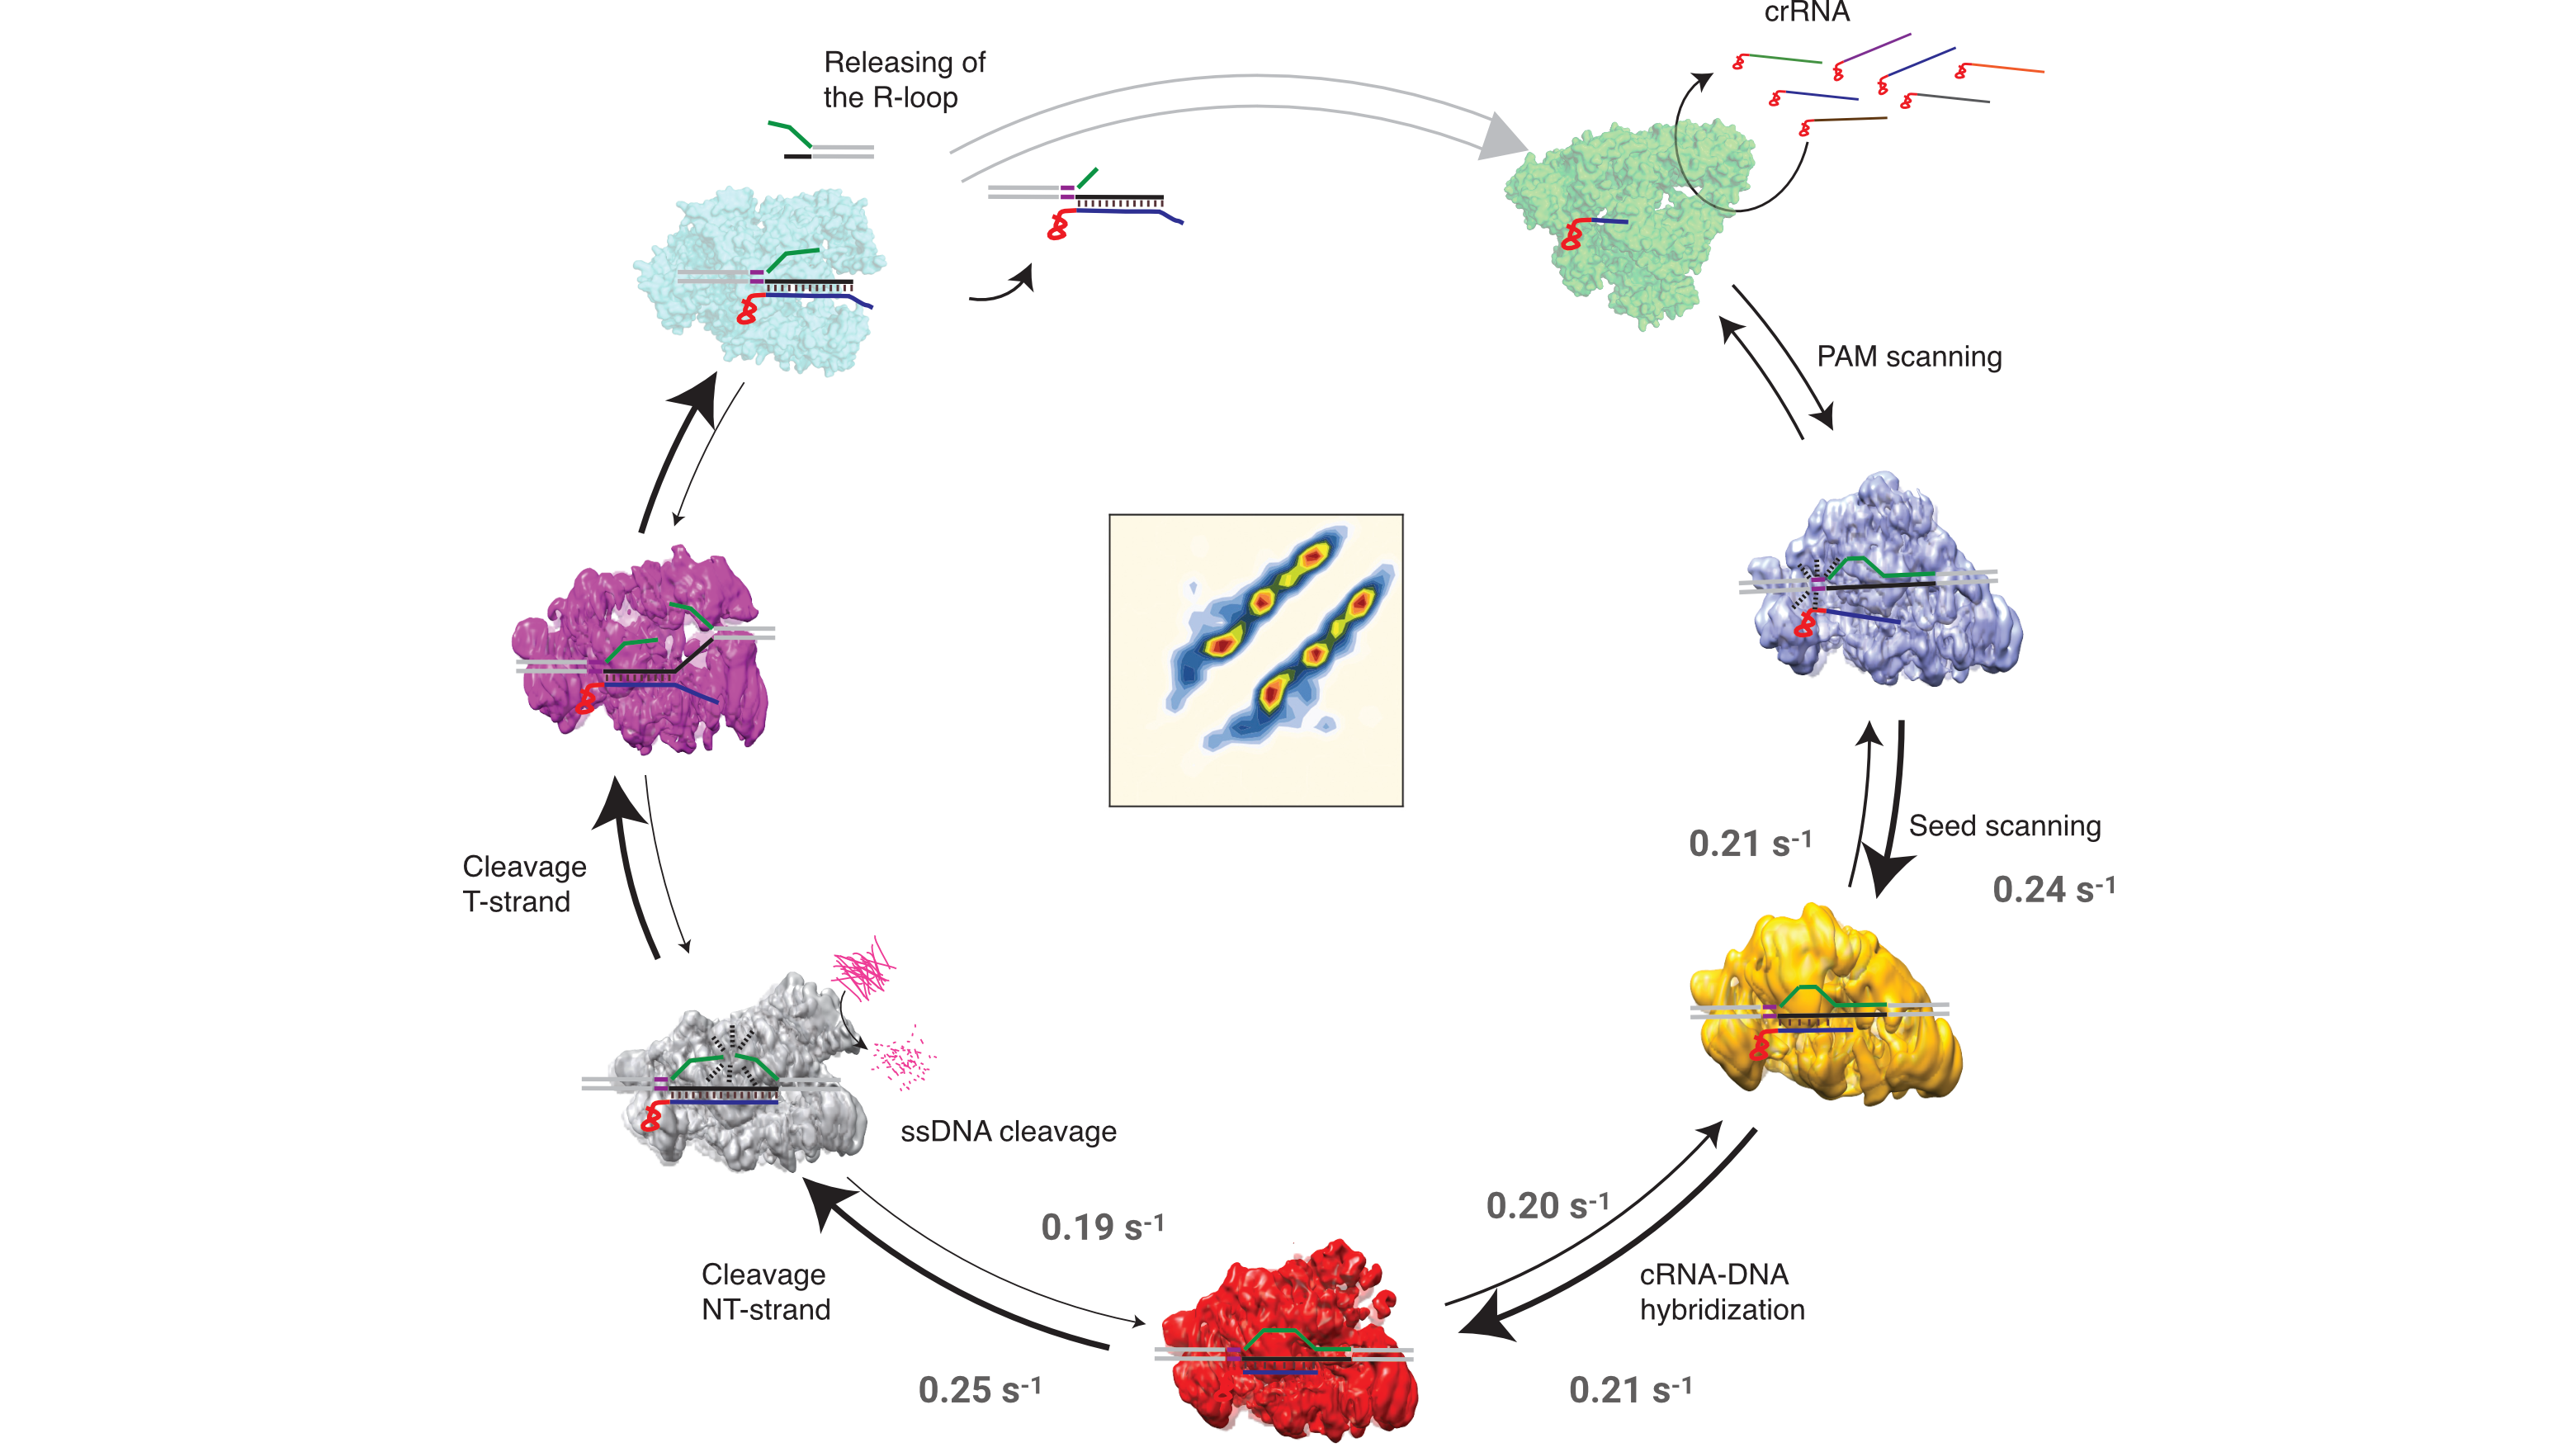 crRNA
Releasing of
the R-loop
PAM scanning
0.21 s-1
Seed scanning
0.24 s-1
Cleavage
T-strand
ssDNA cleavage
0.19 s-1
0.20 s-1
Cleavage
NT-strand
cRNA-DNA
hybridization
0.25 s-1
0.21 s-1